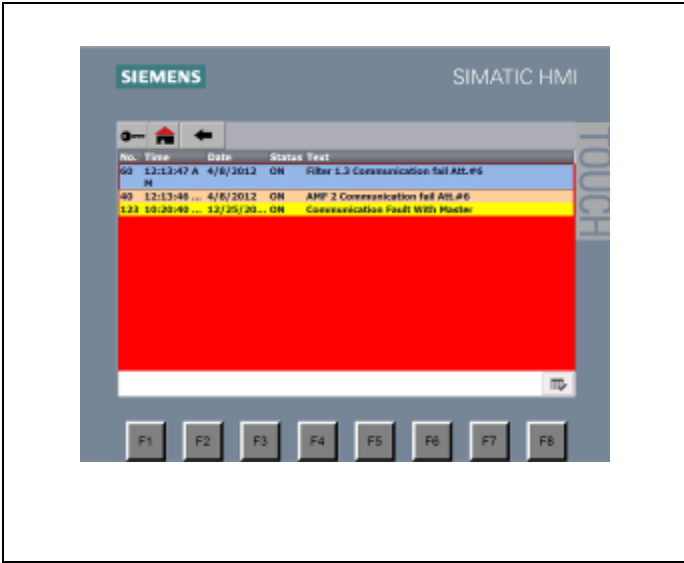 SIEMENS
SIMATIC HMI
TOUCH
No. Time Date Status Text
60 12:13:47 A 4/8/2012 ON Filter 1.3 Communication fail Att.#6
M
40 12:13:46 ... 4/8/2012 ON AMF 2 Communication fail Att.#6
123 10:20:40 ... 12/25/20... ON Communication Fault With Master
F1 F2 F3 F4 F5 F6 F7 F8